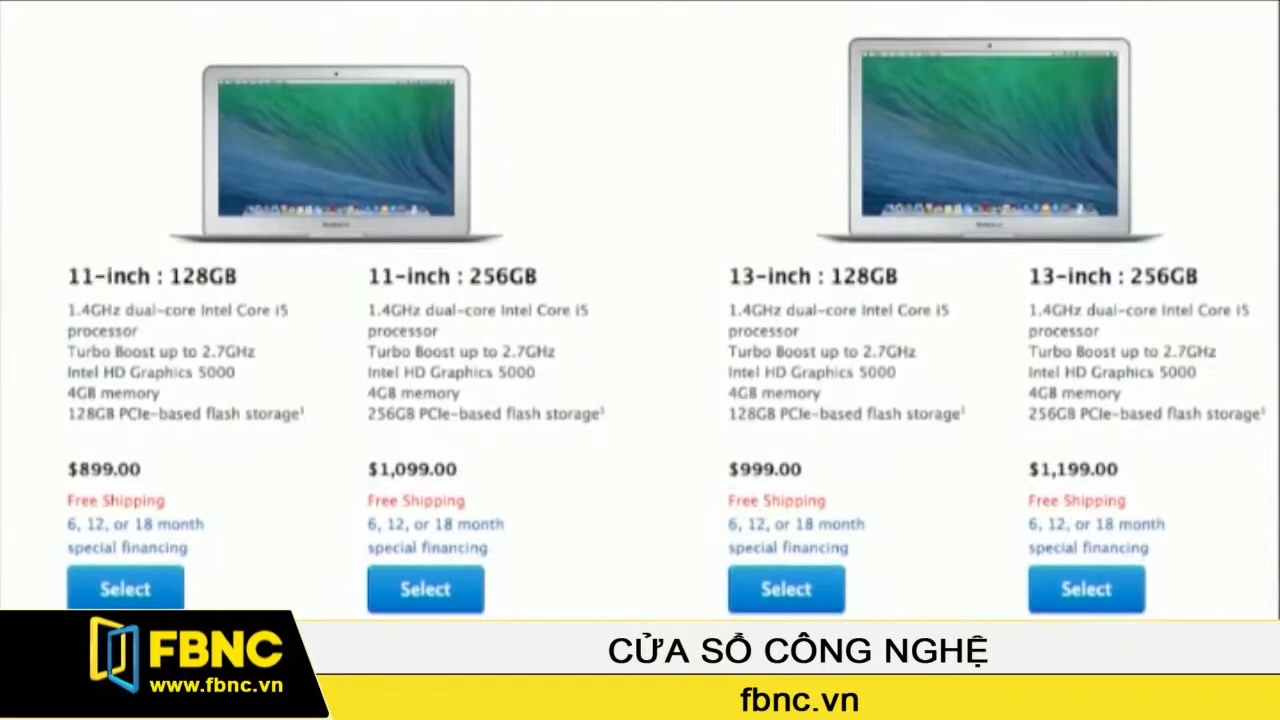 11-inch : 128GB
1.4GHz dual-core Intel Core i5
processor
Turbo Boost up to 2.7GHz
Intel HD Graphics 5000
4GB memory
128GB PCIe-based flash storage¹
$899.00
Free Shipping
6, 12, or 18 month
special financing
Select
11-inch : 256GB
1.4GHz dual-core Intel Core i5
processor
Turbo Boost up to 2.7GHz
Intel HD Graphics 5000
4GB memory
256GB PCIe-based flash storage¹
$1,099.00
Free Shipping
6, 12, or 18 month
special financing
Select
13-inch : 128GB
1.4GHz dual-core Intel Core i5
processor
Turbo Boost up to 2.7GHz
Intel HD Graphics 5000
4GB memory
128GB PCIe-based flash storage¹
$999.00
Free Shipping
6, 12, or 18 month
special financing
Select
13-inch : 256GB
1.4GHz dual-core Intel Core i5
processor
Turbo Boost up to 2.7GHz
Intel HD Graphics 5000
4GB memory
256GB PCIe-based flash storage¹
$1,199.00
Free Shipping
6, 12, or 18 month
special financing
Select
FBNC
www.fbnc.vn
CỬA SỔ CÔNG NGHỆ
fbnc.vn